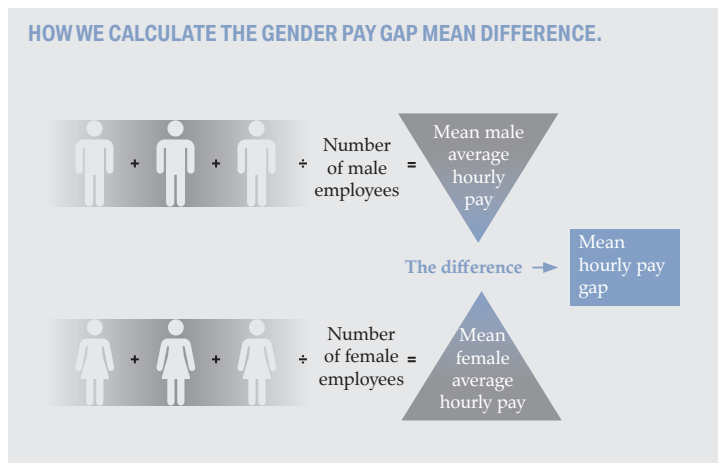 HOW WE CALCULATE THE GENDER PAY GAP MEAN DIFFERENCE.
+ + ÷
Number
of male
employees
=
Mean male
average
hourly
pay
The difference
Mean
hourly pay
gap
+ + ÷
Number
of female
employees
=
Mean
female
average
hourly pay